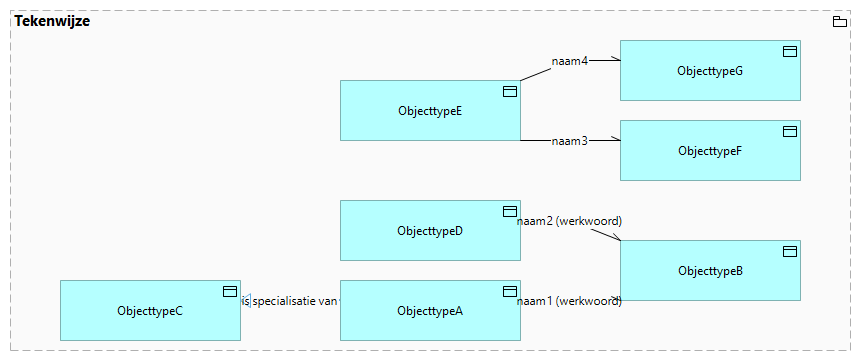 Tekenwijze
naam4
ObjecttypeG
ObjecttypeE
naam3
ObjecttypeF
naam2 (werkwoord)
ObjecttypeD
ObjecttypeB
ObjecttypeC
is specialisatie van
ObjecttypeA
naam1 (werkwoord)